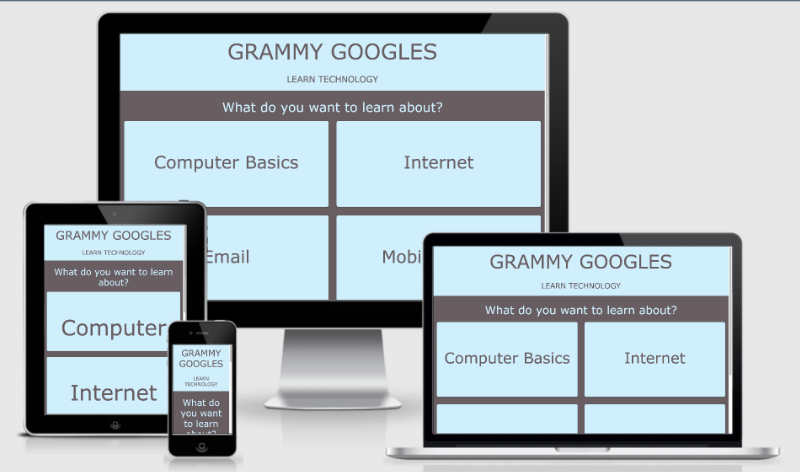 GRAMMY GOOGLES
LEARN TECHNOLOGY
What do you want to learn about?
Computer Basics
Internet
Email
GRAMMY GOOGLES
LEARN TECHNOLOGY
What do you want to learn
about?
Computer
Internet
GRAMMY
GOOGLES
LEARN
TECHNOLOGY
What do
you want
to learn
about?
GRAMMY GOOGLES
LEARN TECHNOLOGY
What do you want to learn about?
Computer Basics
Internet